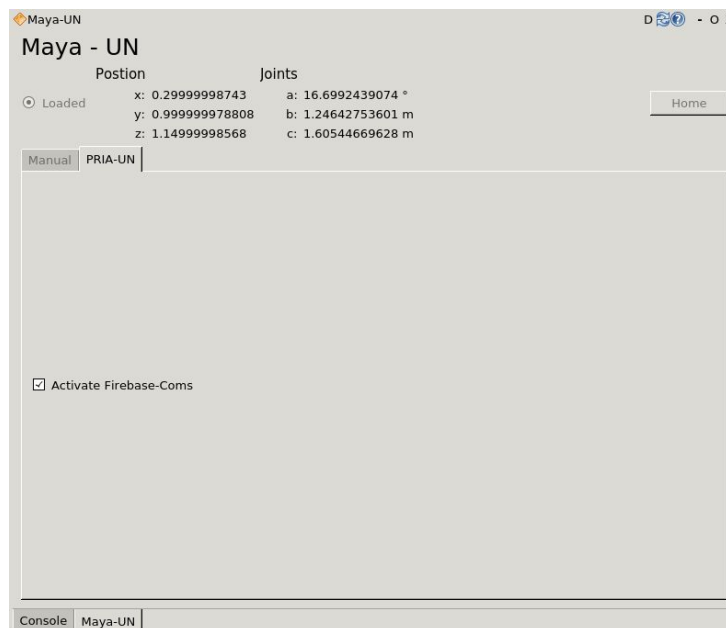 Maya-UN D - O
Maya - UN
Postion Joints
Loaded x: 0.29999998743 a: 16.6992439074 ° Home
y: 0.999999978808 b: 1.24642753601 m
z: 1.14999998568 c: 1.60544669628 m
Manual PRIA-UN
Activate Firebase-Coms
Console Maya-UN